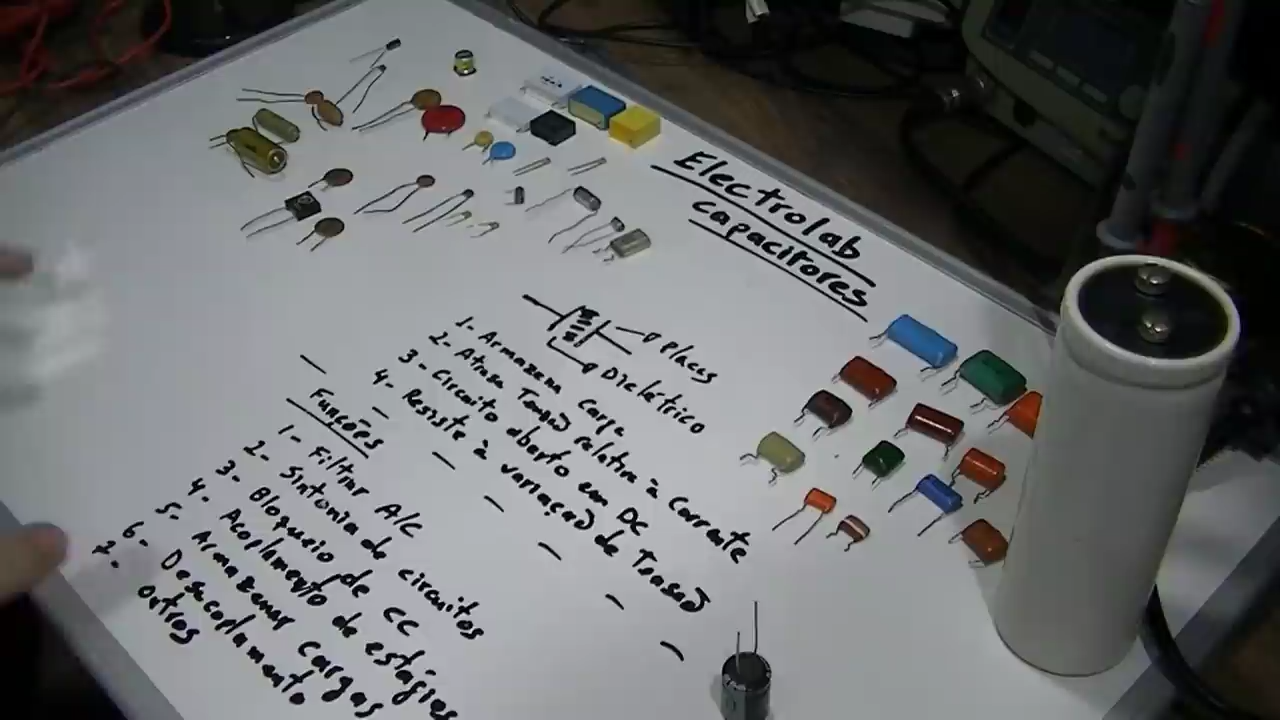 Electrolab
capacitores
Placas
Dielétrico
1- Armazena Carga
2- Atrasa Tensão relativa à Corrente
3- Circuito aberto em DC
4- Resiste à variação de Tensão
Funções
1- Filtrar A/C
2- Sintonia de circuitos
3- Bloqueio de CC
4- Acoplamento de estágios
5- Armazenar cargas
6- Desacoplamento
7- outros